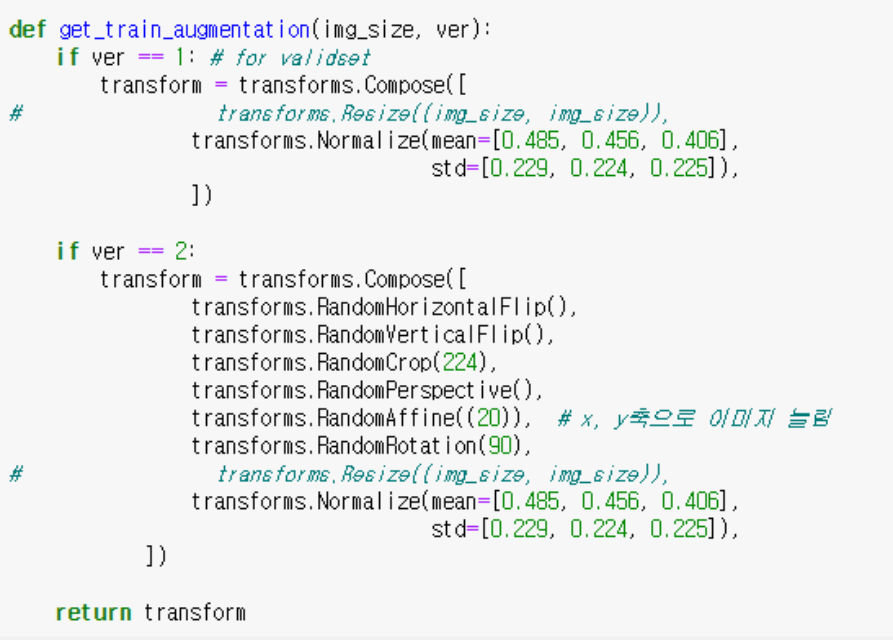 def get_train_augmentation(img_size, ver):
    if ver == 1: # for validset
        transform = transforms.Compose([
#                 transforms.Resize((img_size, img_size)),
                transforms.Normalize(mean=[0.485, 0.456, 0.406],
                                     std=[0.229, 0.224, 0.225]),
                ])
    if ver == 2:
        transform = transforms.Compose([
                transforms.RandomHorizontalFlip(),
                transforms.RandomVerticalFlip(),
                transforms.RandomCrop(224),
                transforms.RandomPerspective(),
                transforms.RandomAffine((20)),  # x, y축으로 이미지 늘림
                transforms.RandomRotation(90),
#                 transforms.Resize((img_size, img_size)),
                transforms.Normalize(mean=[0.485, 0.456, 0.406],
                                     std=[0.229, 0.224, 0.225]),
            ])
    return transform